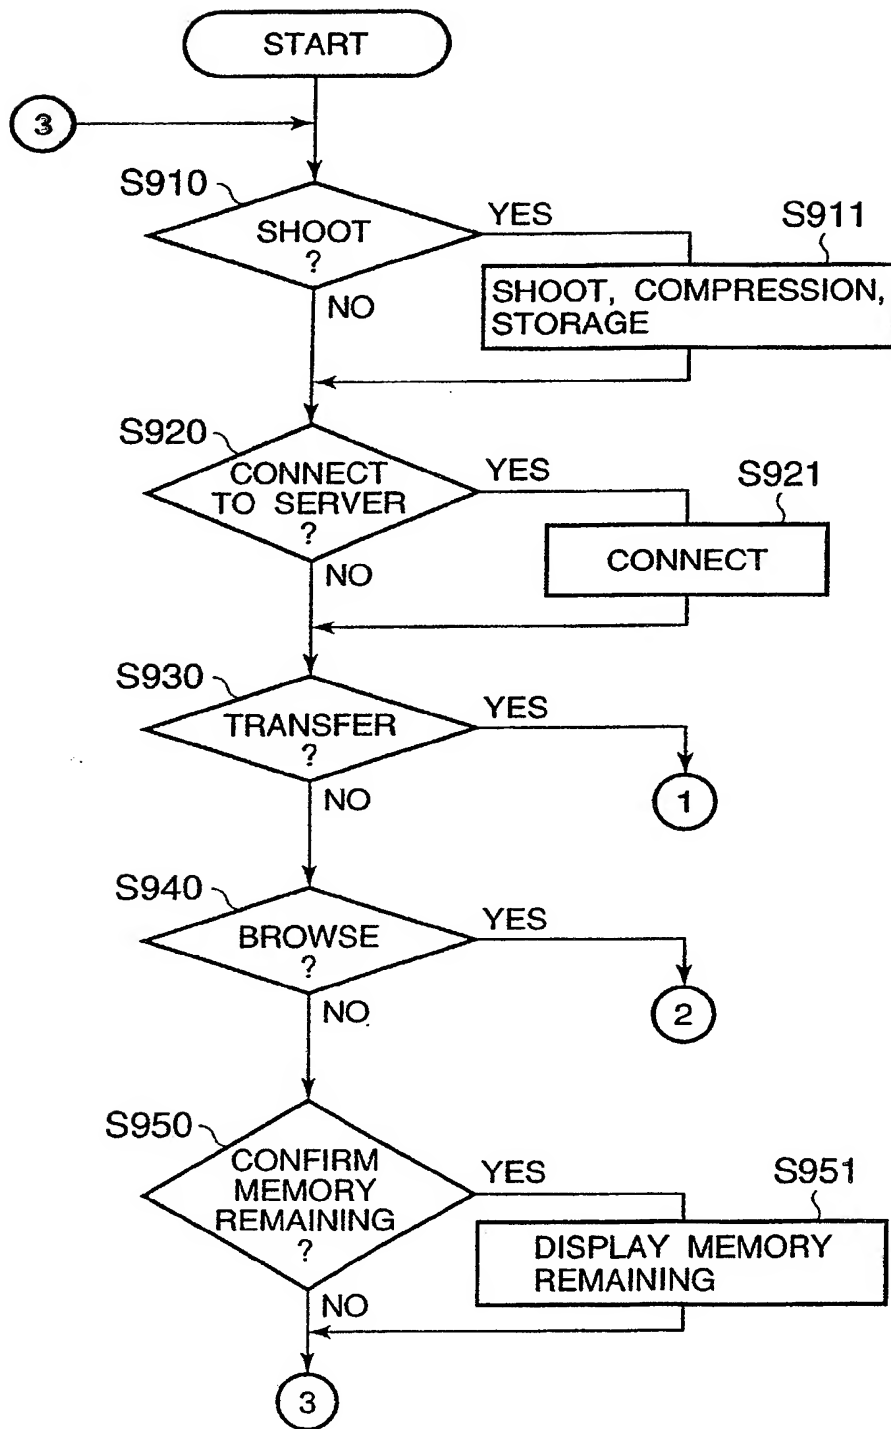 START
3
S910
SHOOT
?
YES
S911
SHOOT, COMPRESSION,
STORAGE
NO
S920
CONNECT
TO SERVER
?
YES
S921
CONNECT
NO
S930
TRANSFER
?
YES
1
NO
S940
BROWSE
?
YES
2
NO
S950
CONFIRM
MEMORY
REMAINING
?
YES
S951
DISPLAY MEMORY
REMAINING
NO
3